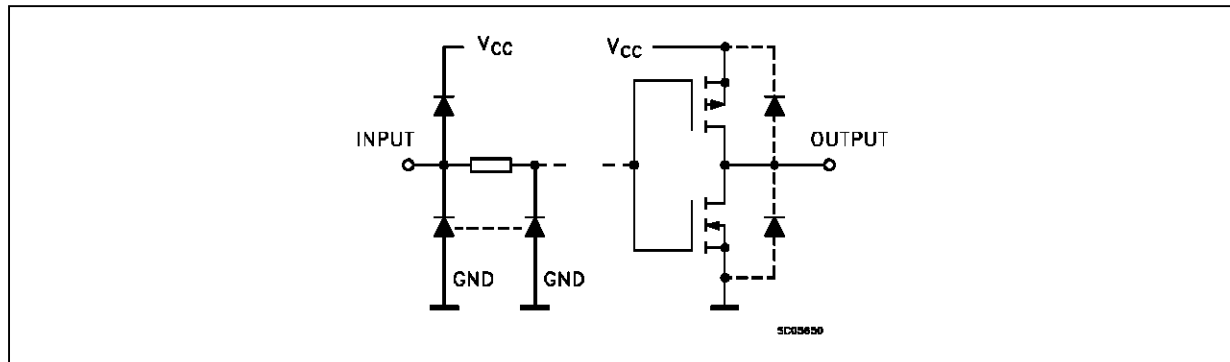 VCC
VCC
INPUT
OUTPUT
GND
GND
SC05650